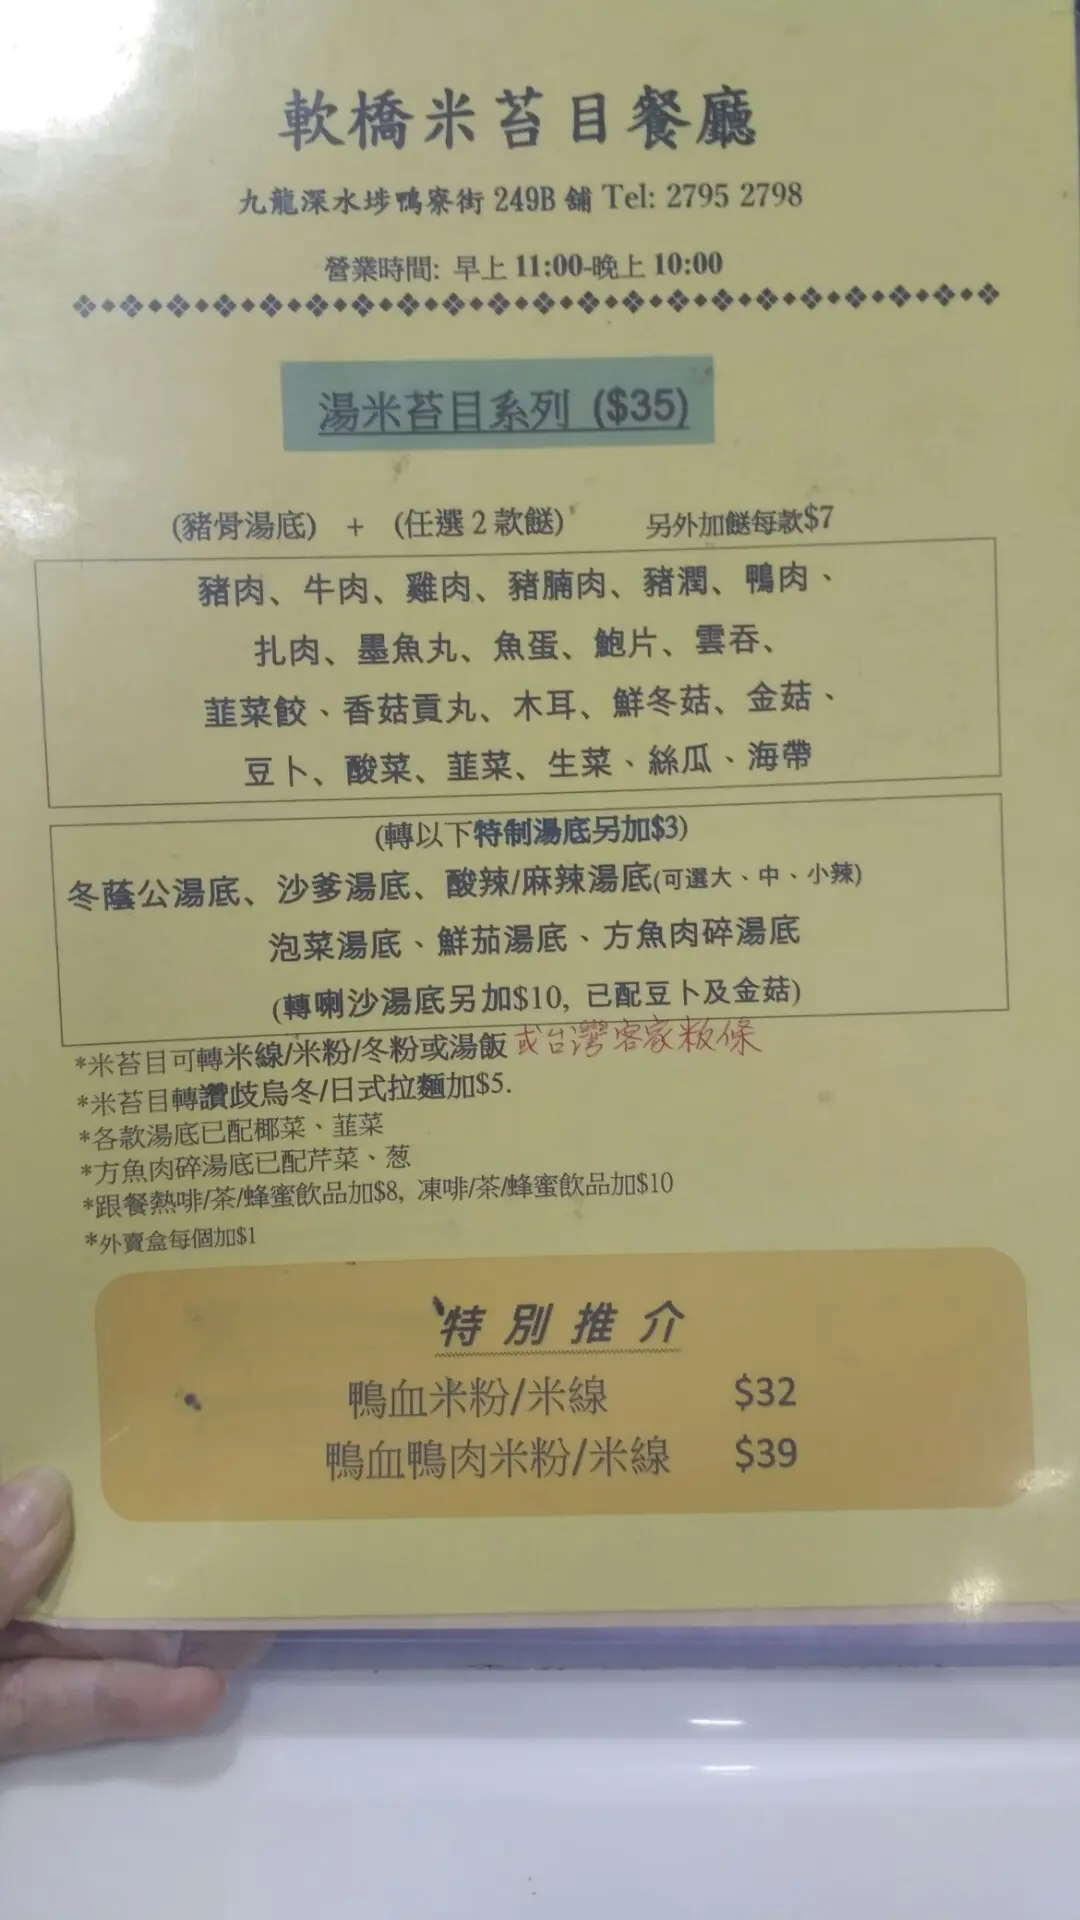 軟橋米苔目餐廳
九龍深水埗鴨寮街 249B 舖 Tel: 2795 2798
營業時間: 早上 11:00-晚上 10:00
湯米苔目系列 ($35)
(豬骨湯底) + (任選 2 款餸) 另外加餸每款$7
豬肉、牛肉、雞肉、豬腩肉、豬潤、鴨肉、
扎肉、墨魚丸、魚蛋、鮑片、雲吞、
韮菜餃、香菇貢丸、木耳、鮮冬菇、金菇、
豆卜、酸菜、韮菜、生菜、絲瓜、海帶
(轉以下特制湯底另加$3)
冬蔭公湯底、沙爹湯底、酸辣/麻辣湯底(可選大、中、小辣)
泡菜湯底、鮮茄湯底、方魚肉碎湯底
(轉喇沙湯底另加$10, 已配豆卜及金菇)
*米苔目可轉米線/米粉/冬粉或湯飯 或台灣客家粄條
*米苔目轉讚歧烏冬/日式拉麵加$5.
*各款湯底已配椰菜、韮菜
*方魚肉碎湯底已配芹菜、葱
*跟餐熱啡/茶/蜂蜜飲品加$8, 凍啡/茶/蜂蜜飲品加$10
*外賣盒每個加$1
特別推介
鴨血米粉/米線 $32
鴨血鴨肉米粉/米線 $39